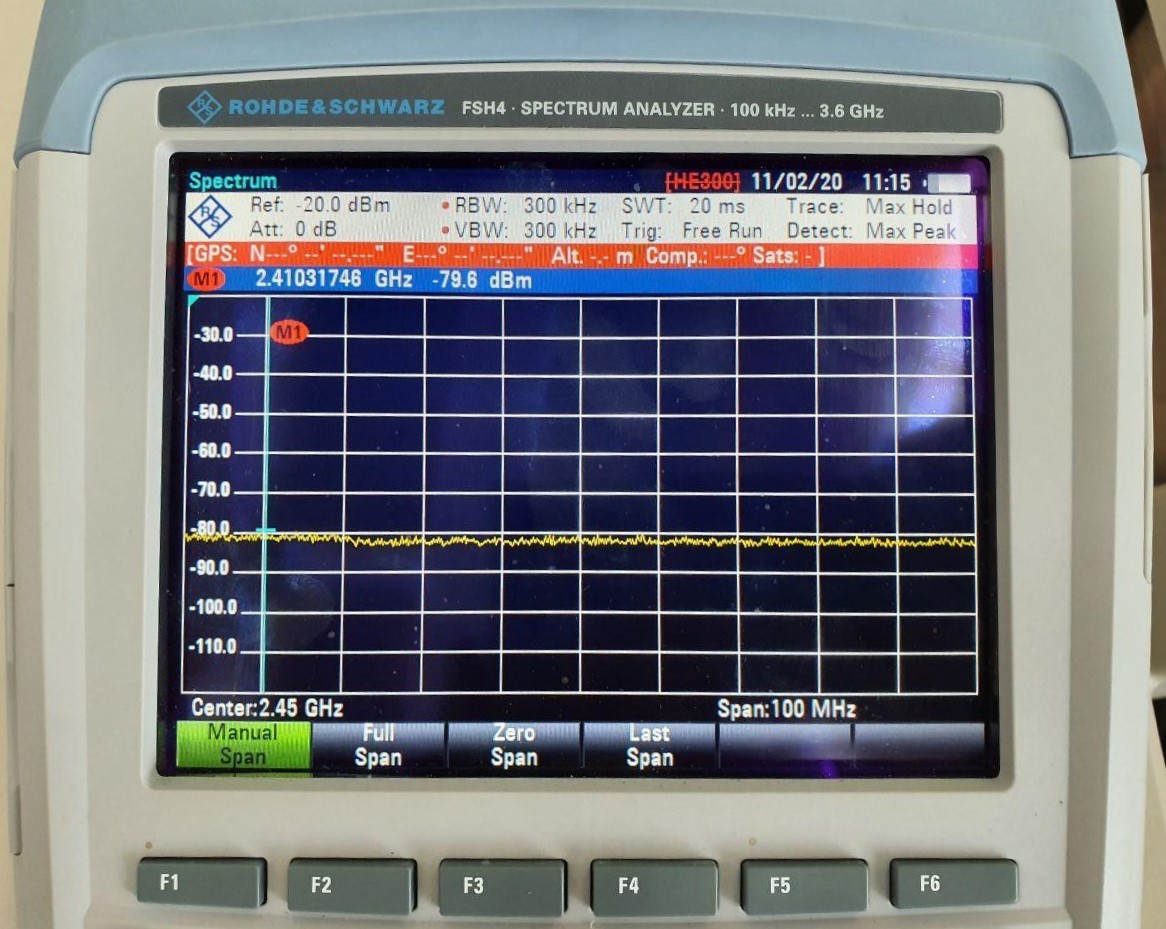 ROHDE&SCHWARZ FSH4 · SPECTRUM ANALYZER · 100 kHz ... 3.6 GHz
Spectrum [HE300] 11/02/20 11:15
R S Ref: -20.0 dBm • RBW: 300 kHz SWT: 20 ms Trace: Max Hold
Att: 0 dB • VBW: 300 kHz Trig: Free Run Detect: Max Peak
[GPS: N---° --' --.---" E---° --' --.---" Alt. -.- m Comp.: ---° Sats: - ]
M1 2.41031746 GHz -79.6 dBm
M1
-30.0
-40.0
-50.0
-60.0
-70.0
-80.0
-90.0
-100.0
-110.0
Center:2.45 GHz Span:100 MHz
Manual Span
Full Span
Zero Span
Last Span
F1 F2 F3 F4 F5 F6